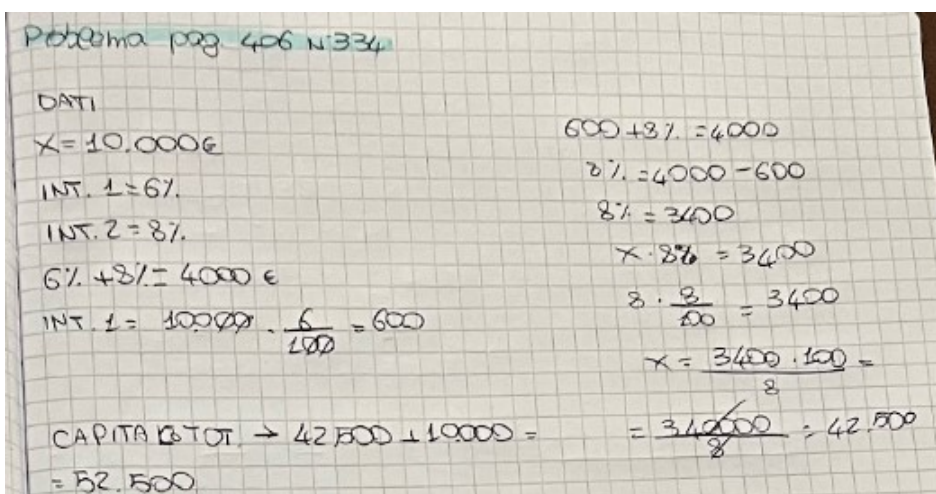 Problema pag. 406 N°334
DATI
X = 10.000€
INT. 1 = 6%.
INT. 2 = 8%.
6% + 8% = 4000 €
INT. 1 = 10000 · 6/100 = 600
600 + 8% = 4000
8% = 4000 - 600
8% = 3400
x · 8% = 3400
8 · 8/100 = 3400
x = 3400 · 100/8 =
= 340000/8 = 42.500
CAPITALE TOT. → 42500 + 10000 =
= 52.500